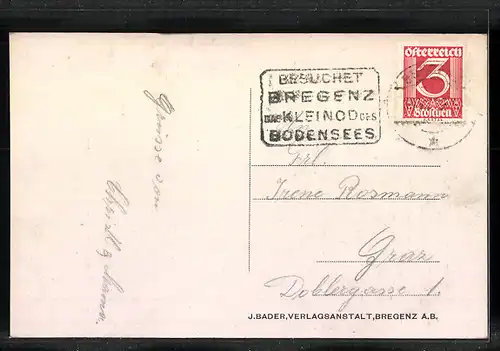 BESUCHET
BREGENZ
DAS KLEINOD DES
BODENSEES
Österreich
3
Groschen
Grüsse von
Mama.
Frl.
Irene Rosmann
Graz
Doblergasse 1.
J.BADER,VERLAGSANSTALT,BREGENZ A.B.